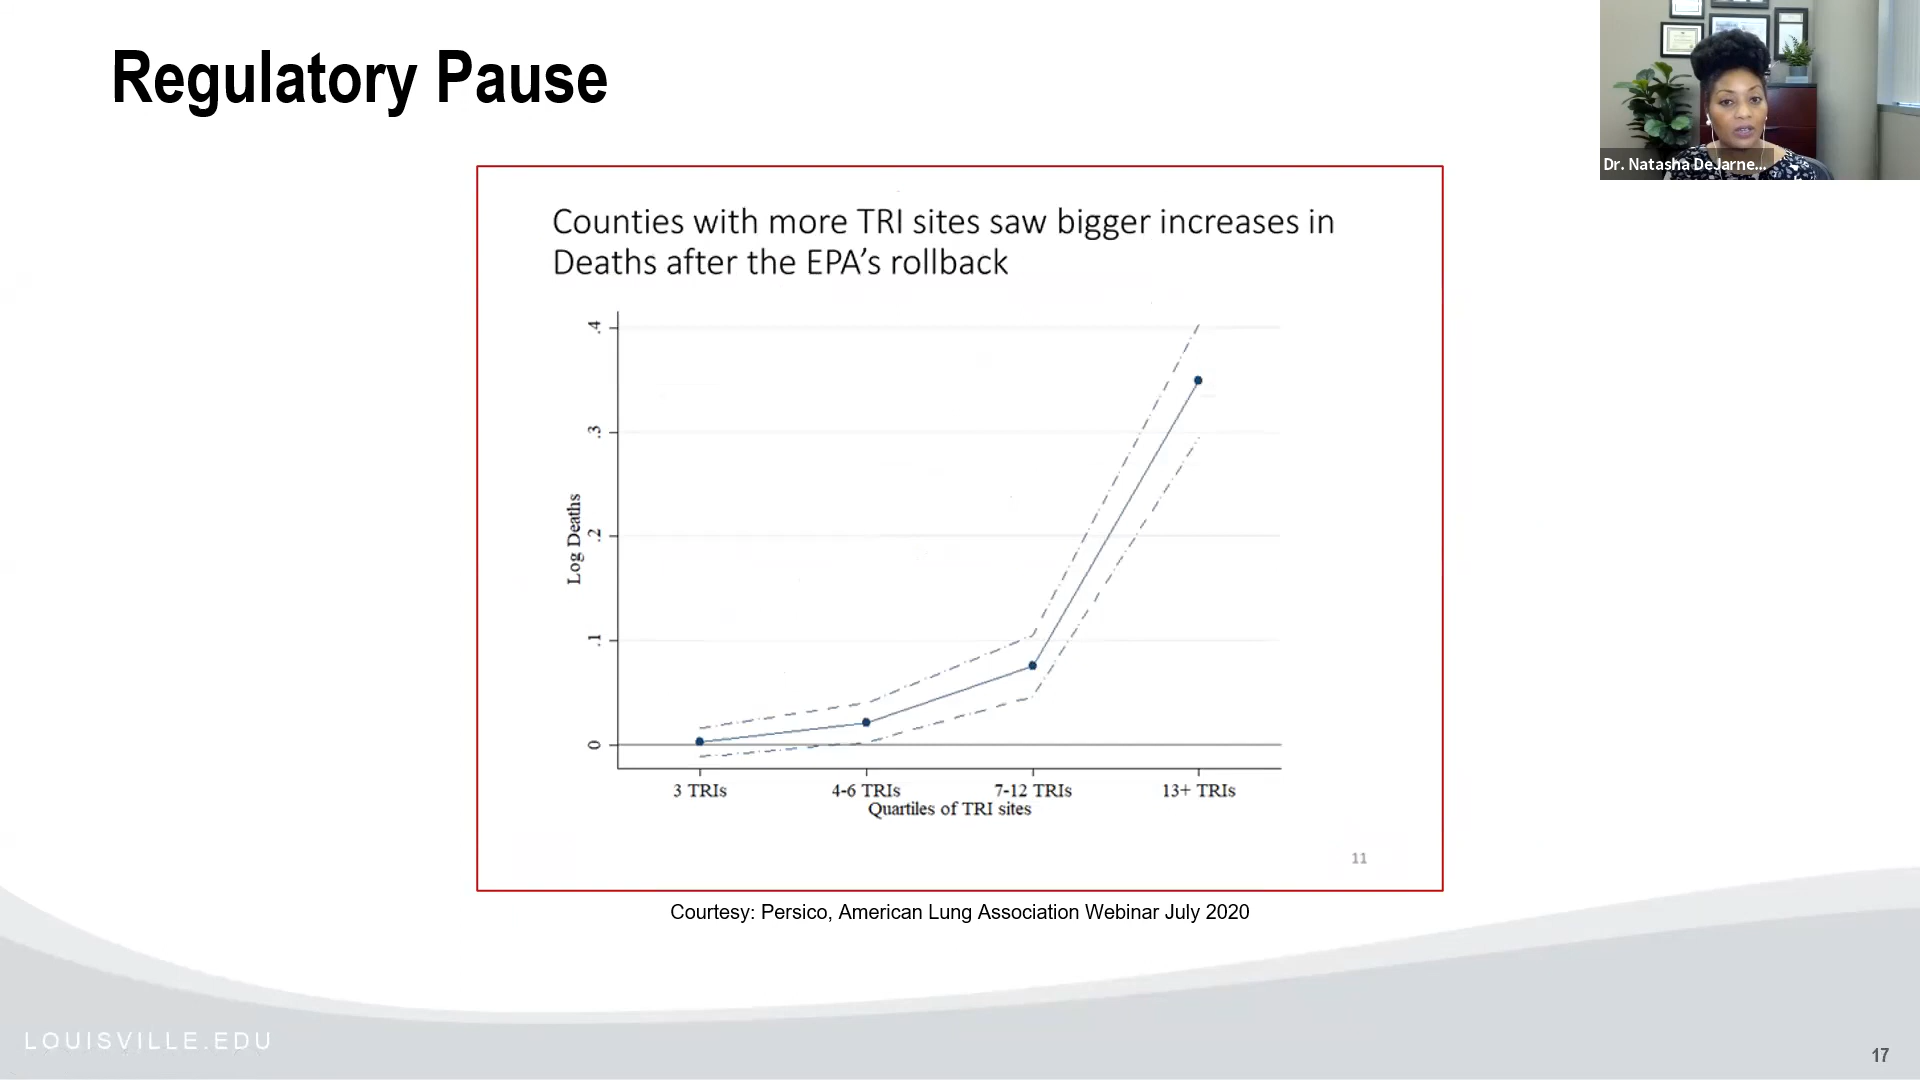 Regulatory Pause
Dr. Natasha DeJarne...
Counties with more TRI sites saw bigger increases in
Deaths after the EPA's rollback
Log Deaths
.4
.3
.2
.1
0
3 TRIs
4-6 TRIs
7-12 TRIs
13+ TRIs
Quartiles of TRI sites
11
Courtesy: Persico, American Lung Association Webinar July 2020
LOUISVILLE.EDU
17